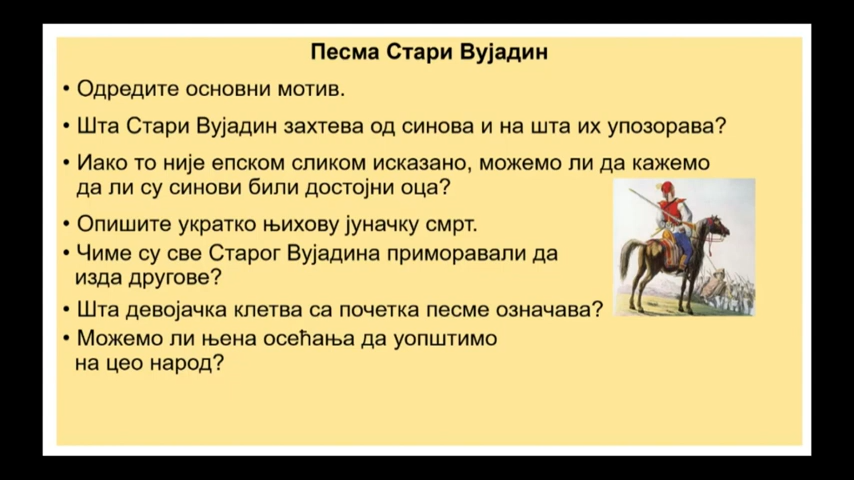 Песма Стари Вујадин
• Одредите основни мотив.
• Шта Стари Вујадин захтева од синова и на шта их упозорава?
• Иако то није епском сликом исказано, можемо ли да кажемо
да ли су синови били достојни оца?
• Опишите укратко њихову јуначку смрт.
• Чиме су све Старог Вујадина приморавали да
изда другове?
• Шта девојачка клетва са почетка песме означава?
• Можемо ли њена осећања да уопштимо
на цео народ?